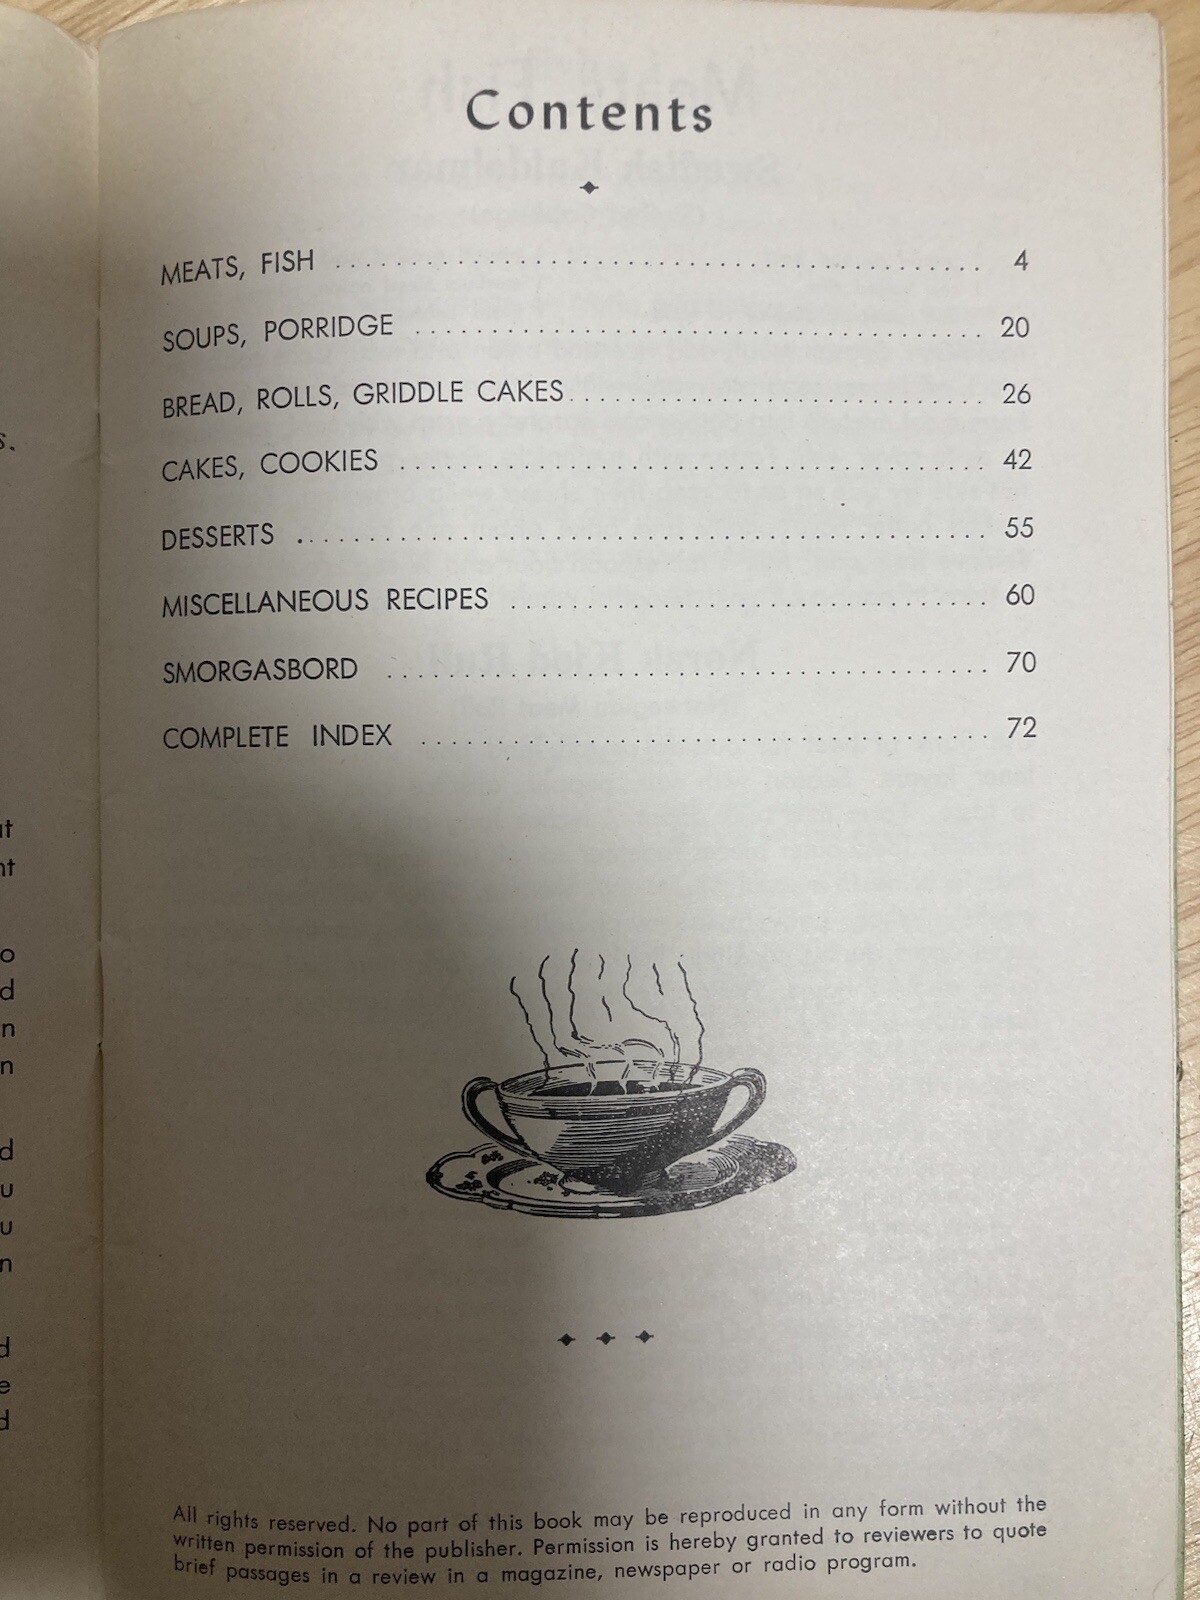 Contents
MEATS, FISH ........................................ 4
SOUPS, PORRIDGE ........................................ 20
BREAD, ROLLS, GRIDDLE CAKES ........................................ 26
CAKES, COOKIES ........................................ 42
DESSERTS ........................................ 55
MISCELLANEOUS RECIPES ........................................ 60
SMORGASBORD ........................................ 70
COMPLETE INDEX ........................................ 72
All rights reserved. No part of this book may be reproduced in any form without the
written permission of the publisher. Permission is hereby granted to reviewers to quote
brief passages in a review in a magazine, newspaper or radio program.